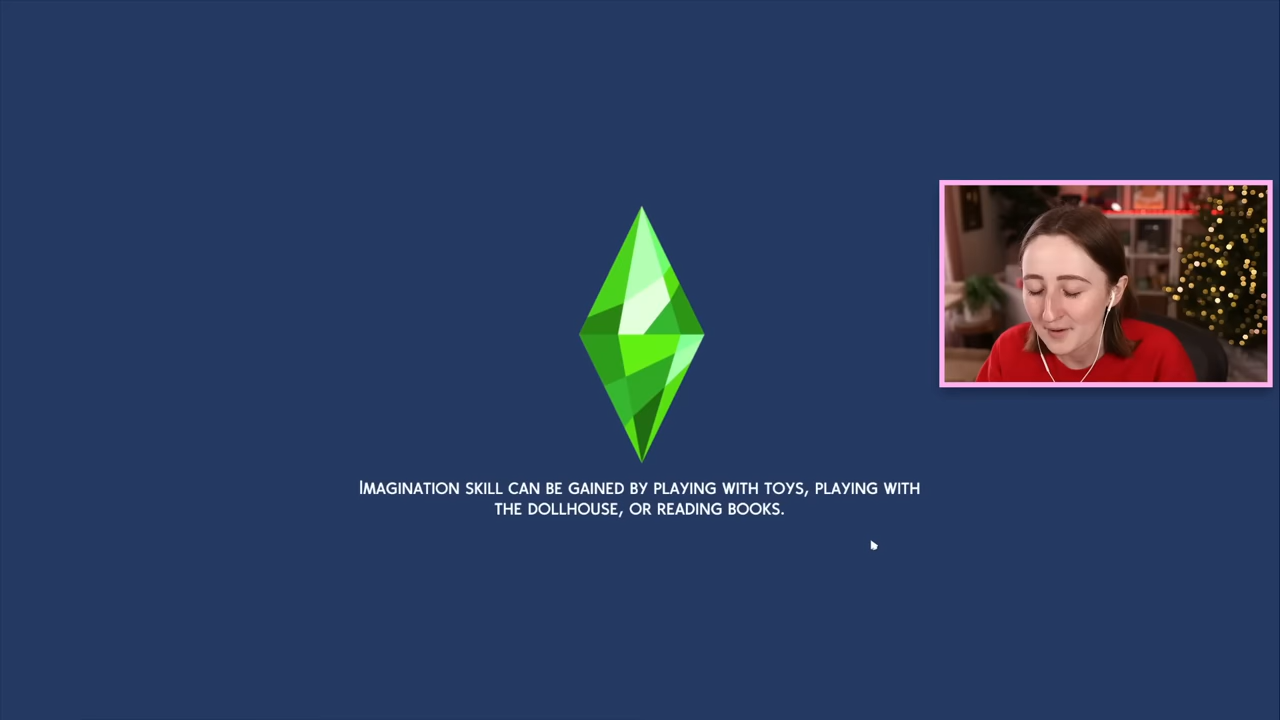 Imagination skill can be gained by playing with toys, playing with
the dollhouse, or reading books.